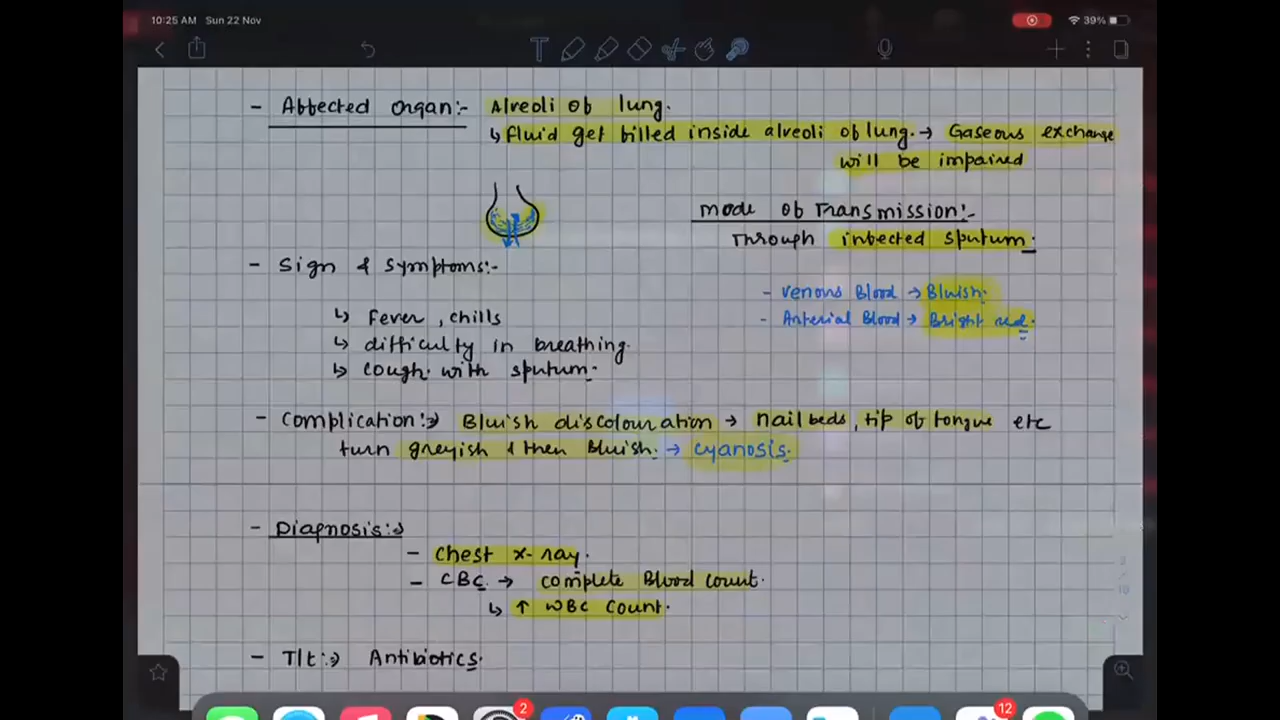 10:25 AM Sun 22 Nov
39%
- Affected organ:- Alveoli of lung.
↳ fluid get filled inside alveoli of lung. → Gaseous exchange
will be impaired
Mode of Transmission:-
Through infected sputum.
- Sign & symptoms:-
- Venous Blood → Bluish.
- Arterial Blood → Bright red.
↳ Fever, chills
↳ difficulty in breathing.
↳ cough with sputum.
- Complication:→ Bluish discolouration → nail beds, tip of tongue etc
turn greyish & then Bluish. → cyanosis.
- Diagnosis:→
- Chest x-ray.
- CBC. → complete Blood count.
↳ ↑ WBC count.
- T/t:→ Antibiotics.
2
12